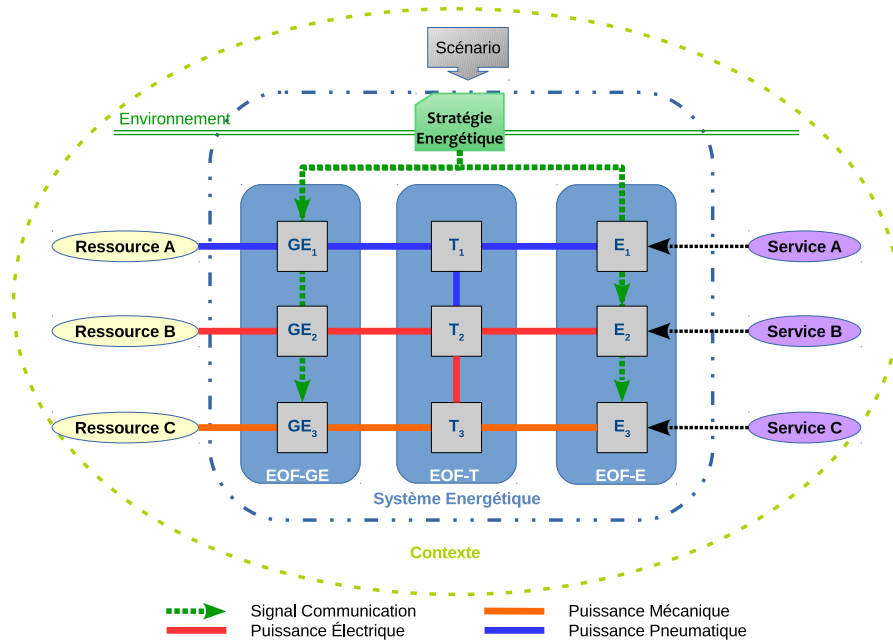 Scénario
Environnement
Stratégie
Energétique
Ressource A
GE1
T1
E1
Service A
Ressource B
GE2
T2
E2
Service B
Ressource C
GE3
T3
E3
Service C
EOF-GE
EOF-T
EOF-E
Système Energétique
Contexte
Signal Communication
Puissance Mécanique
Puissance Électrique
Puissance Pneumatique